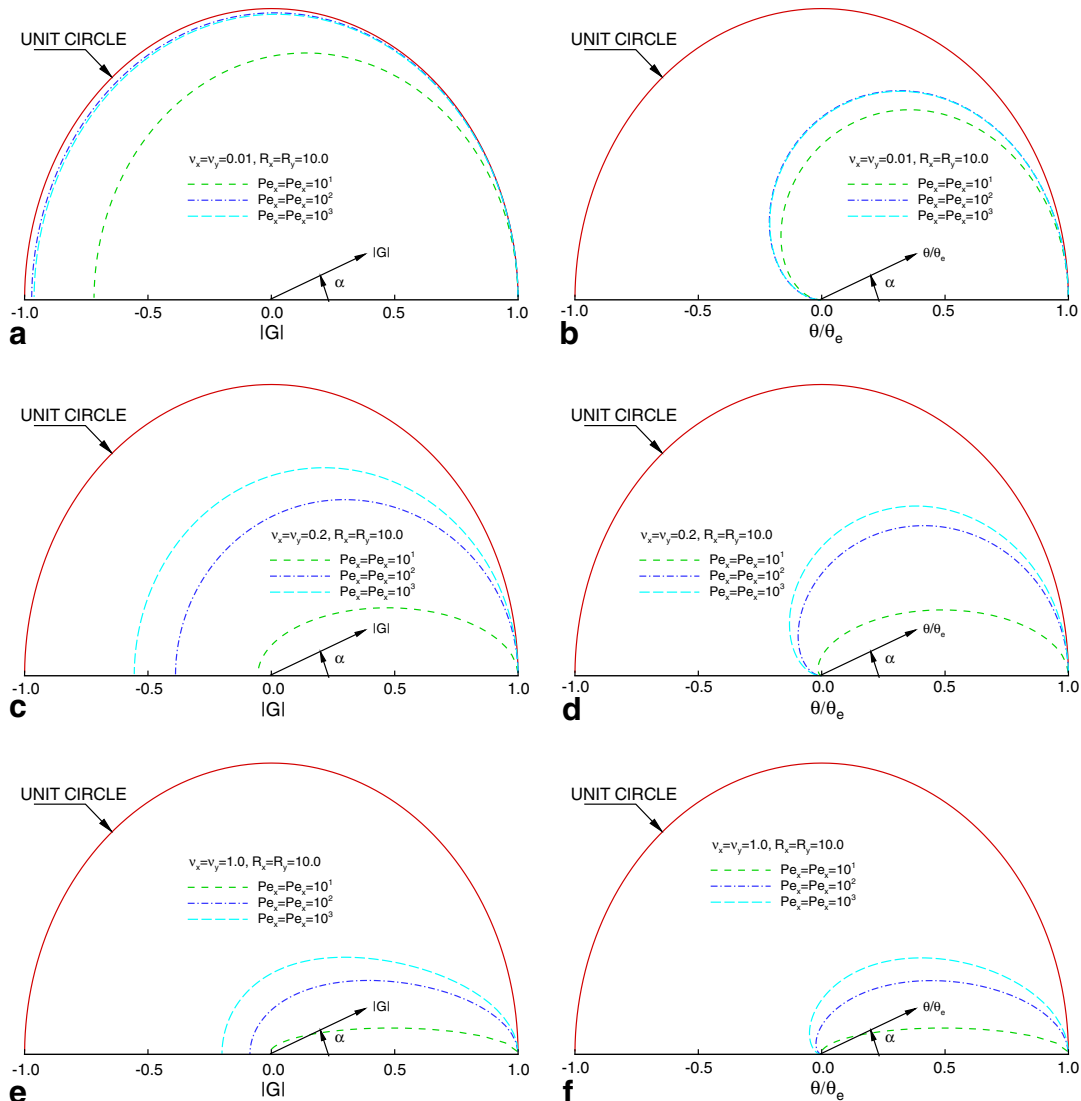 UNIT CIRCLE
νx=νy=0.01, Rx=Ry=10.0
Pex=Pex=10¹
Pex=Pex=10²
Pex=Pex=10³
|G|
α
-1.0 -0.5 0.0 0.5 1.0
|G|
a
UNIT CIRCLE
νx=νy=0.01, Rx=Ry=10.0
Pex=Pex=10¹
Pex=Pex=10²
Pex=Pex=10³
θ/θe
α
-1.0 -0.5 0.0 0.5 1.0
θ/θe
b
UNIT CIRCLE
νx=νy=0.2, Rx=Ry=10.0
Pex=Pex=10¹
Pex=Pex=10²
Pex=Pex=10³
|G|
α
-1.0 -0.5 0.0 0.5 1.0
|G|
c
UNIT CIRCLE
νx=νy=0.2, Rx=Ry=10.0
Pex=Pex=10¹
Pex=Pex=10²
Pex=Pex=10³
θ/θe
α
-1.0 -0.5 0.0 0.5 1.0
θ/θe
d
UNIT CIRCLE
νx=νy=1.0, Rx=Ry=10.0
Pex=Pex=10¹
Pex=Pex=10²
Pex=Pex=10³
|G|
α
-1.0 -0.5 0.0 0.5 1.0
|G|
e
UNIT CIRCLE
νx=νy=1.0, Rx=Ry=10.0
Pex=Pex=10¹
Pex=Pex=10²
Pex=Pex=10³
θ/θe
α
-1.0 -0.5 0.0 0.5 1.0
θ/θe
f